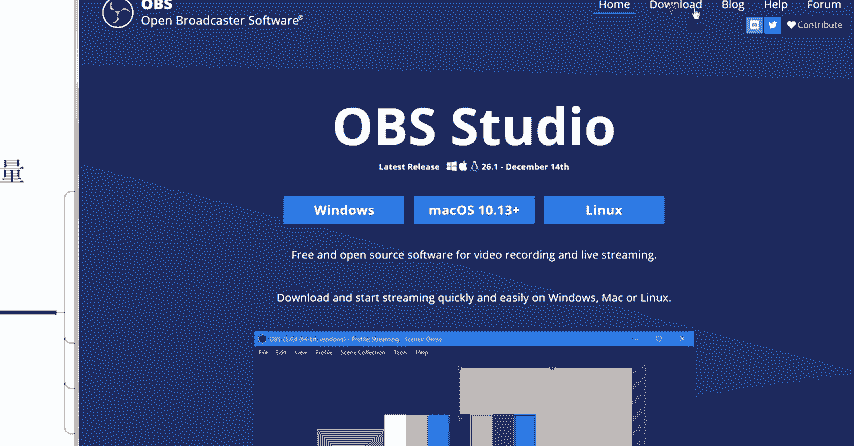 OBS
Open Broadcaster Software®
Home Download Blog Help Forum
Contribute
量
OBS Studio
Latest Release 26.1 - December 14th
Windows macOS 10.13+ Linux
Free and open source software for video recording and live streaming.
Download and start streaming quickly and easily on Windows, Mac or Linux.
File Edit View Profile Scene Collection Tools Help